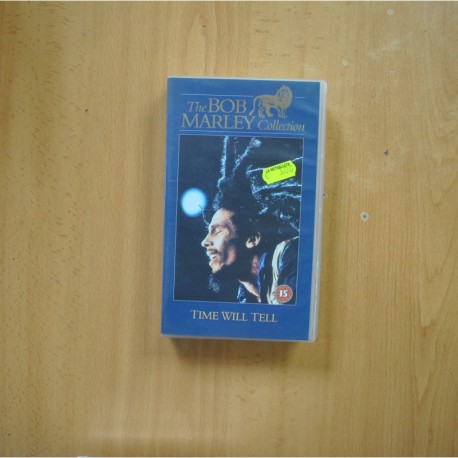 The BOB
MARLEY Collection
15
TIME WILL TELL